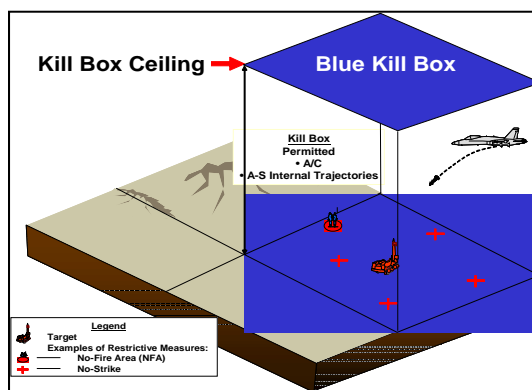 Kill Box Ceiling
Blue Kill Box
Kill Box
Permitted
• A/C
• A-S Internal Trajectories
Legend
Target
Examples of Restrictive Measures:
No-Fire Area (NFA)
No-Strike